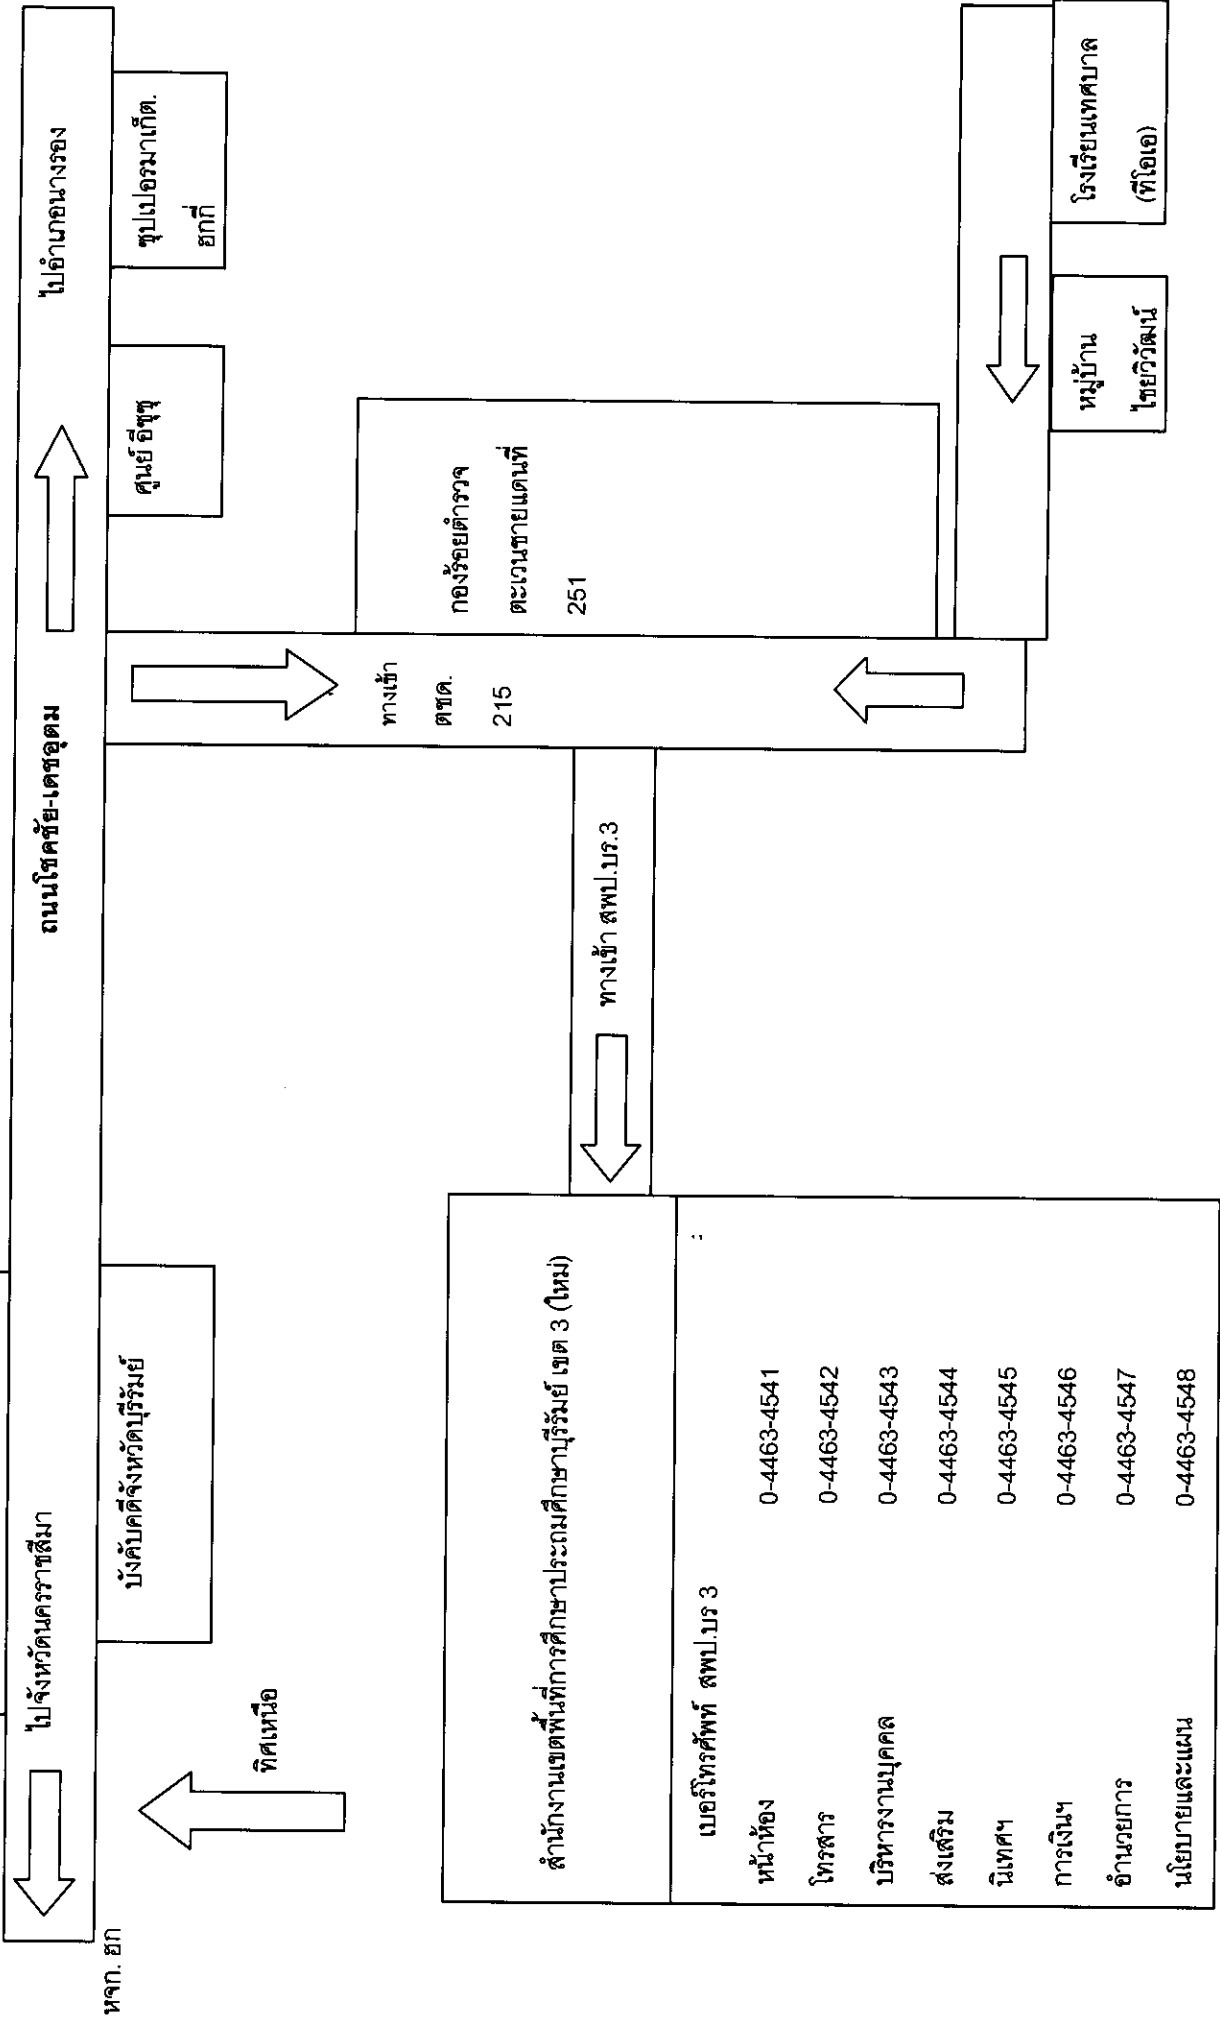 ไปจังหวัดนครราชสีมา
ถนนโชคชัย-เดชอุดม
ไปอำเภอนางรอง
หจก. ฮก
บังคับคดีจังหวัดบุรีรัมย์
ศูนย์ อีซูซุ
ซุปเปอรมาเก็ต.
ฮกกี่
ทิศเหนือ
ทางเข้า
ตชด.
215
กองร้อยตำรวจ
ตะเวนชายแดนที่
251
ทางเข้า สพป.บร.3
สำนักงานเขตพื้นที่การศึกษาประถมศึกษาบุรีรัมย์ เขต 3 (ใหม่)
เบอร์โทรศัพท์ สพป.บร 3
หน้าห้อง 0-4463-4541
โทรสาร 0-4463-4542
บริหารงานบุคคล 0-4463-4543
ส่งเสริม 0-4463-4544
นิเทศฯ 0-4463-4545
การเงินฯ 0-4463-4546
อำนวยการ 0-4463-4547
นโยบายและแผน 0-4463-4548
หมู่บ้าน
ไชยวิวัฒน์
โรงเรียนเทศบาล
(ทีโอเอ)